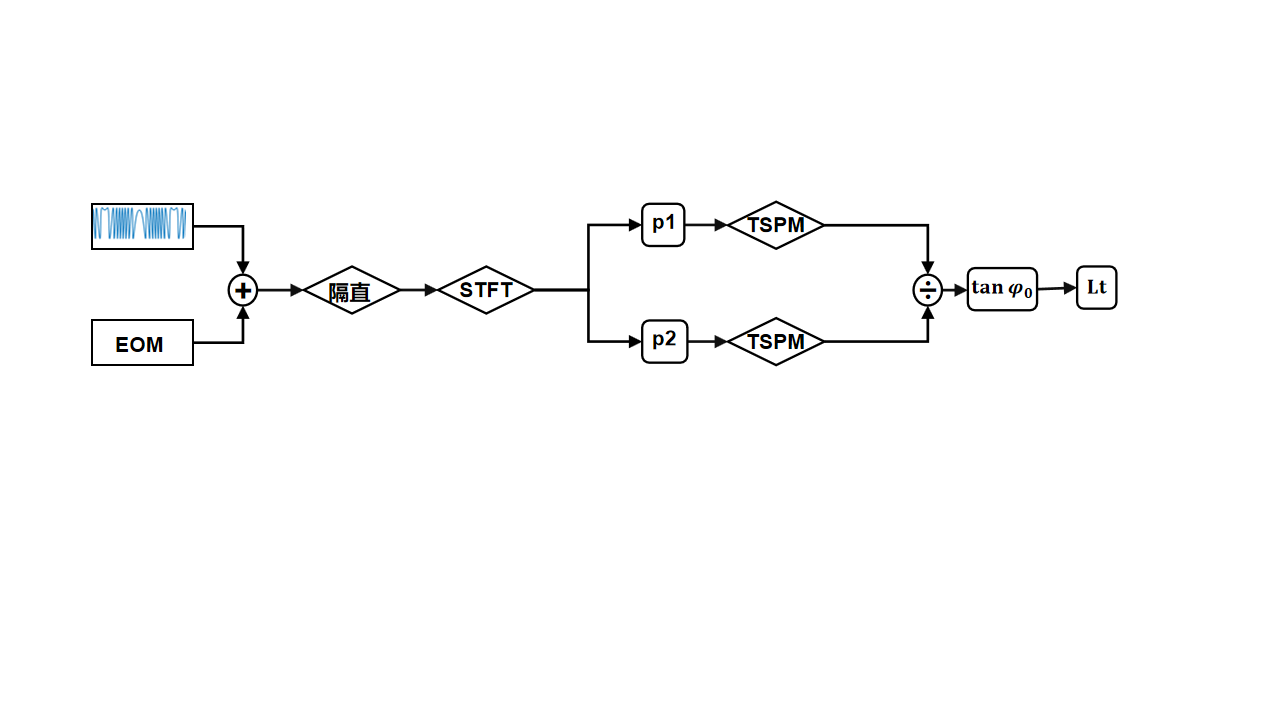 EOM
+
隔直
STFT
p1
TSPM
p2
TSPM
÷
tan φ₀
Lt